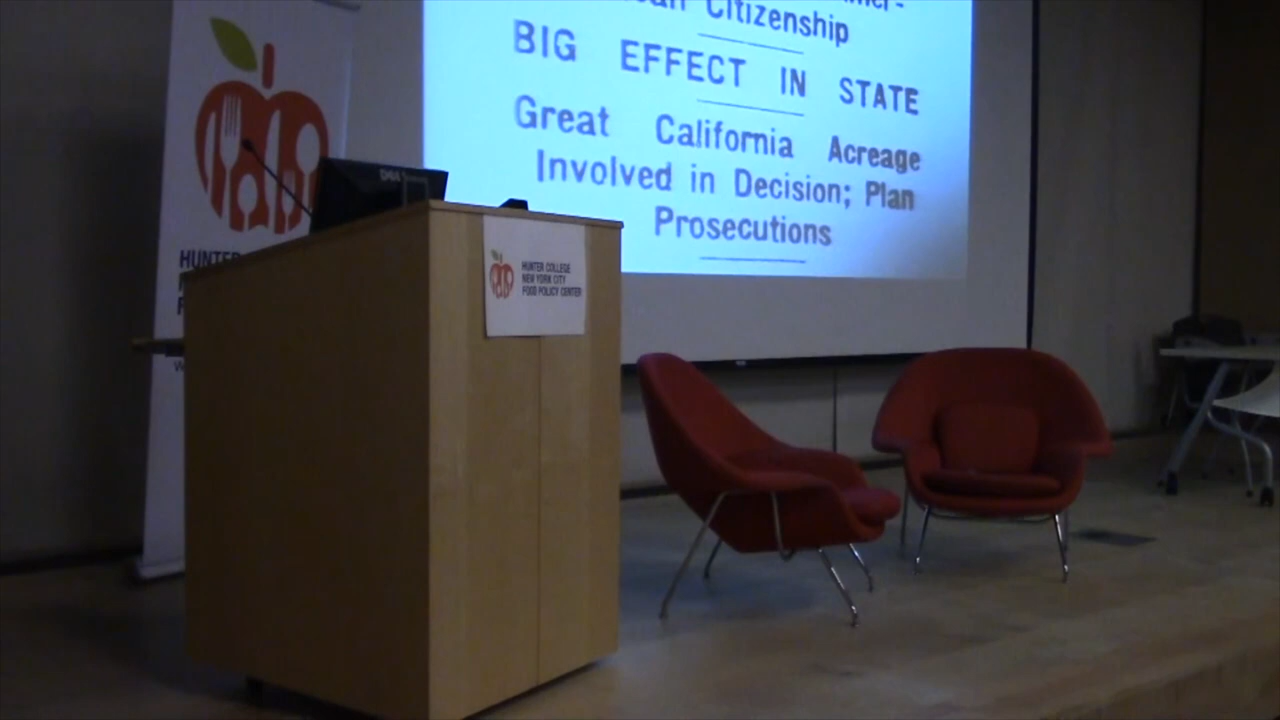 Citizenship
BIG EFFECT IN STATE
Great California Acreage
Involved in Decision; Plan
Prosecutions
HUNTER COLLEGE
NEW YORK CITY
FOOD POLICY CENTER
HUNTER